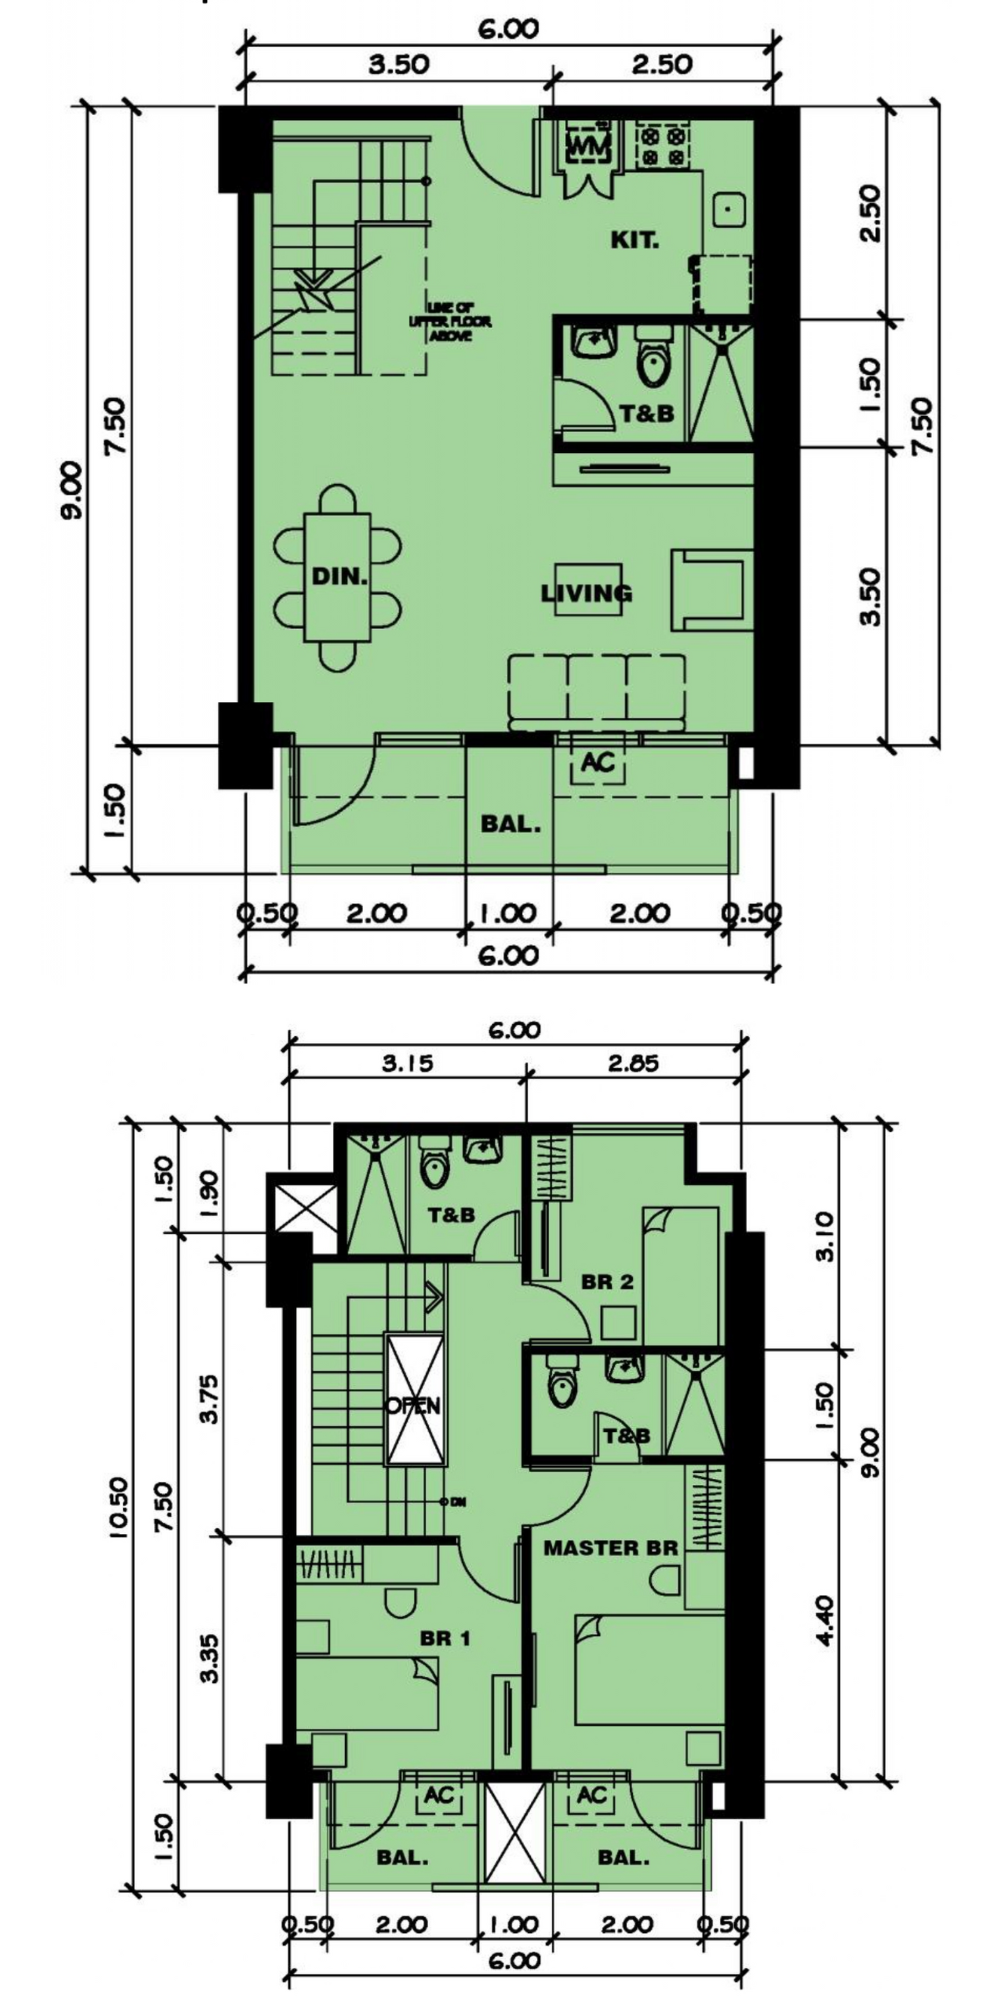 6.00
3.50
2.50
WM
2.50
KIT.
LINE OF
UPPER FLOOR
ABOVE
1.50
T&B
7.50
7.50
9.00
DIN.
LIVING
3.50
AC
1.50
BAL.
0.50
2.00
1.00
2.00
0.50
6.00
6.00
3.15
2.85
1.50
1.90
T&B
3.10
BR 2
3.75
OPEN
1.50
T&B
9.00
10.50
7.50
DN
MASTER BR
4.40
3.35
BR 1
AC
AC
1.50
BAL.
BAL.
0.50
2.00
1.00
2.00
0.50
6.00